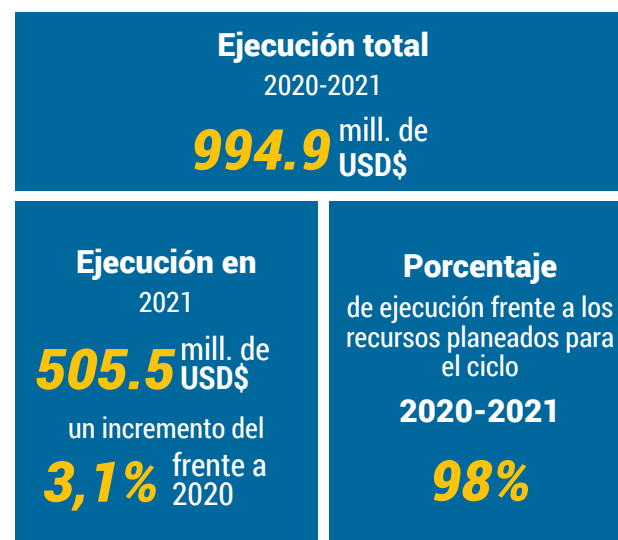 Ejecución total
2020-2021
994.9 mill. de
USD$
Ejecución en
2021
505.5 mill. de
USD$
un incremento del
3,1% frente a
2020
Porcentaje
de ejecución frente a los
recursos planeados para
el ciclo
2020-2021
98%